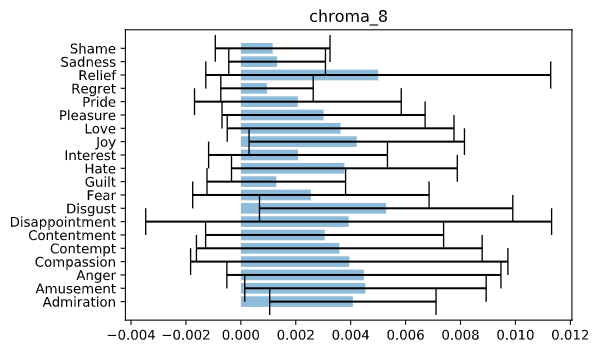 chroma_8
Shame
Sadness
Relief
Regret
Pride
Pleasure
Love
Joy
Interest
Hate
Guilt
Fear
Disgust
Disappointment
Contentment
Contempt
Compassion
Anger
Amusement
Admiration
−0.004 −0.002 0.000 0.002 0.004 0.006 0.008 0.010 0.012